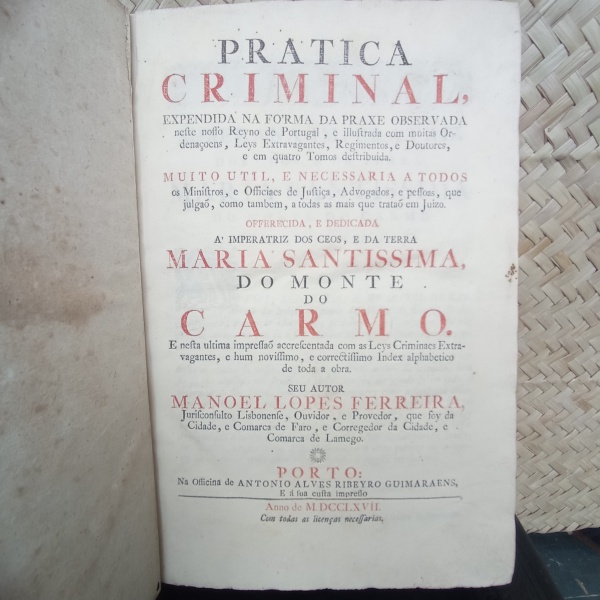 PRATICA
CRIMINAL,
EXPENDIDA NA FO'RMA DA PRAXE OBSERVADA
neſte noſſo Reyno de Portugal, e illuſtrada com muitas Or-
denaçoens, Leys Extravagantes, Regimentos, e Doutores,
e em quatro Tomos deſtribuida.
MUITO UTIL, E NECESSARIA A TODOS
os Miniſtros, e Officiaes de Juſtiça, Advogados, e peſſoas, que
julgaõ, como tambem, a todas as mais que trataõ em Juizo.
OFFERECIDA, E DEDICADA
A' IMPERATRIZ DOS CEOS, E DA TERRA
MARIA SANTISSIMA,
DO MONTE
DO
CARMO.
E neſta ultima impreſſaõ accreſcentada com as Leys Criminaes Extra-
vagantes, e hum noviſſimo, e correctiſſimo Index alphabetico
de toda a obra.
SEU AUTOR
MANOEL LOPES FERREIRA,
Juriſconſulto Lisbonenſe, Ouvidor, e Provedor, que foy da
Cidade, e Comarca de Faro, e Corregedor da Cidade, e
Comarca de Lamego.
PORTO:
Na Officina de ANTONIO ALVES RIBEYRO GUIMARAENS,
E á ſua cuſta impreſſo
Anno de M.DCCLXVII.
Com todas as licenças neceſſarias.